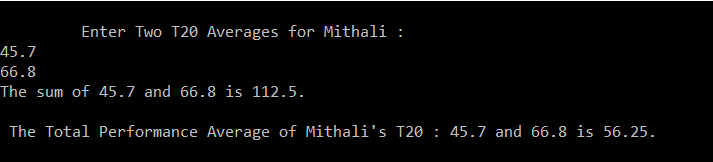 Enter Two T20 Averages for Mithali :
45.7
66.8
The sum of 45.7 and 66.8 is 112.5.
The Total Performance Average of Mithali's T20 : 45.7 and 66.8 is 56.25.